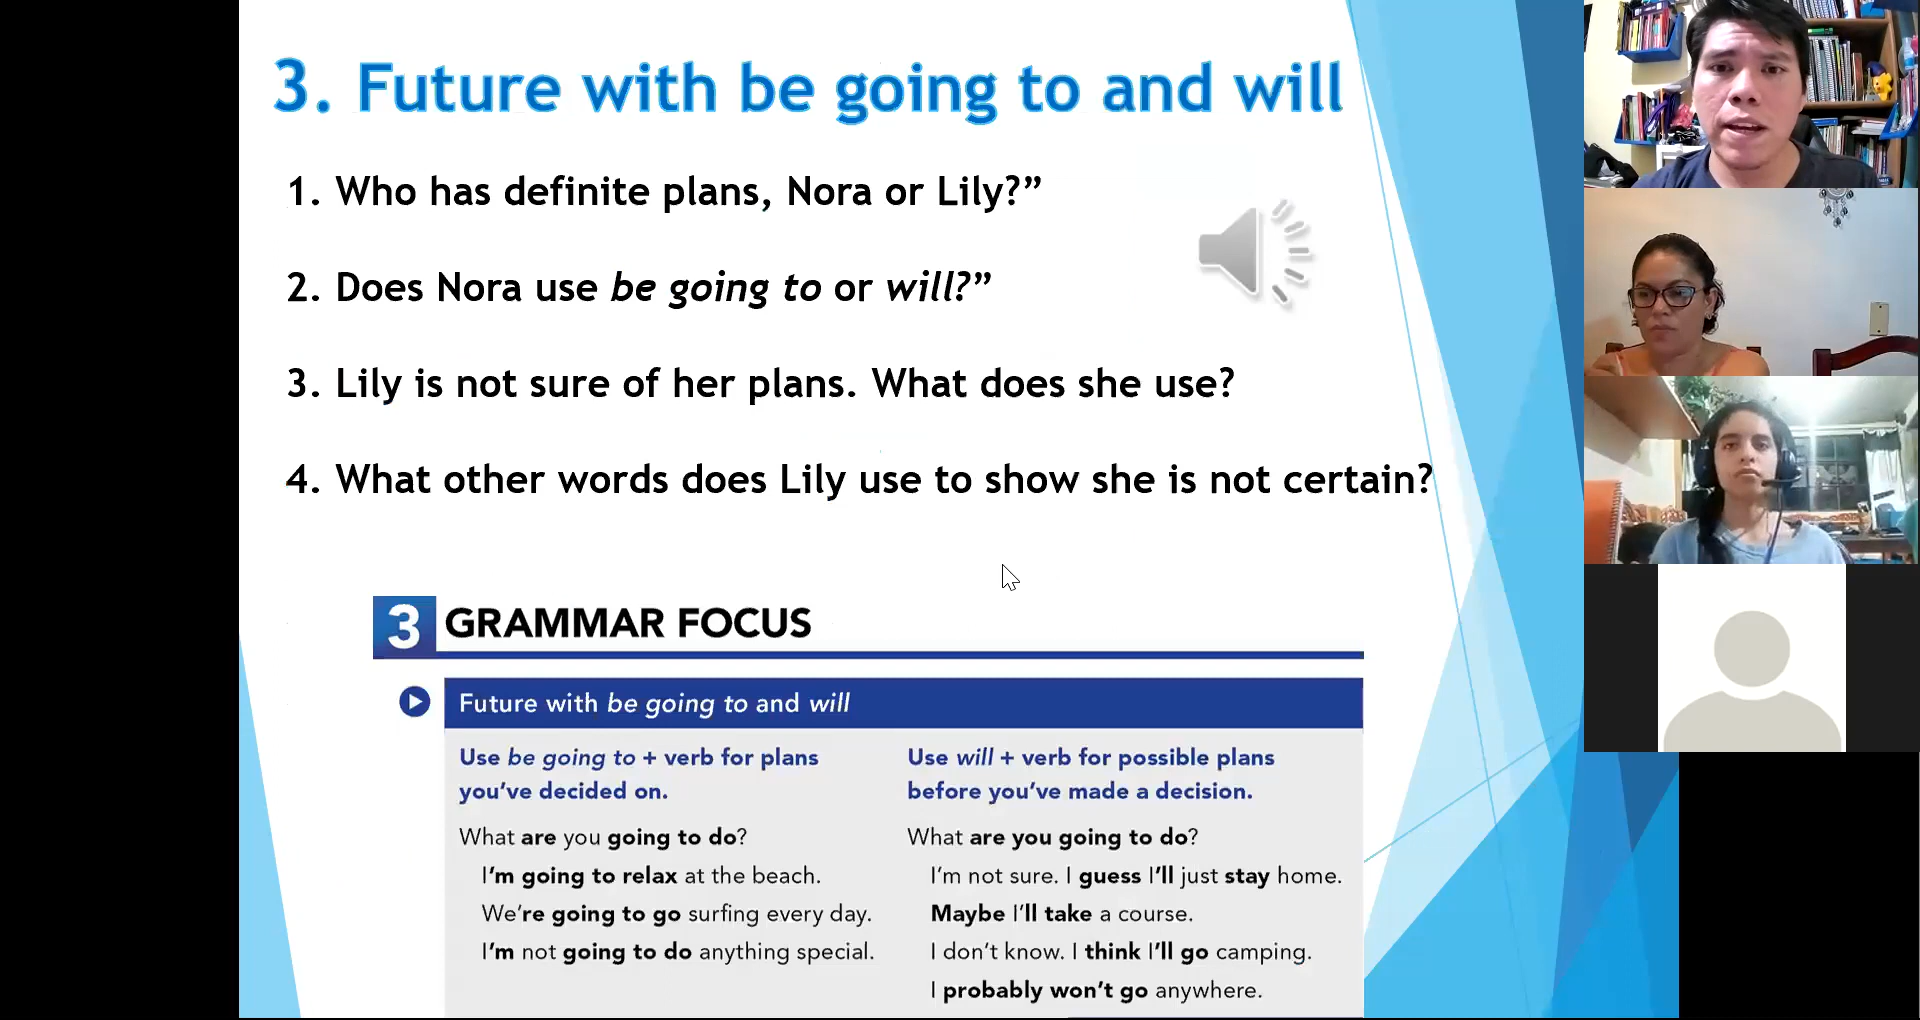 3. Future with be going to and will
1. Who has definite plans, Nora or Lily?”
2. Does Nora use be going to or will?”
3. Lily is not sure of her plans. What does she use?
4. What other words does Lily use to show she is not certain?
3 GRAMMAR FOCUS
Future with be going to and will
Use be going to + verb for plans
you’ve decided on.
What are you going to do?
I’m going to relax at the beach.
We’re going to go surfing every day.
I’m not going to do anything special.
Use will + verb for possible plans
before you’ve made a decision.
What are you going to do?
I’m not sure. I guess I’ll just stay home.
Maybe I’ll take a course.
I don’t know. I think I’ll go camping.
I probably won’t go anywhere.